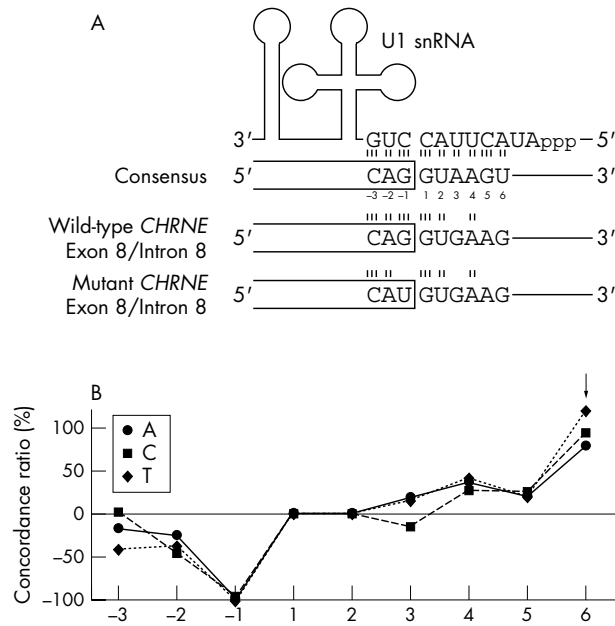 A
U1 snRNA
3′ GUC CAUUCAUAppp 5′
Consensus 5′ CAG GUAAGU 3′
–3 –2 –1 1 2 3 4 5 6
Wild-type CHRNE
Exon 8/Intron 8
5′ CAG GUGAAG 3′
Mutant CHRNE
Exon 8/Intron 8
5′ CAU GUGAAG 3′
B
Concordance ratio (%)
100
50
0
–50
–100
A
C
T
–3 –2 –1 1 2 3 4 5 6